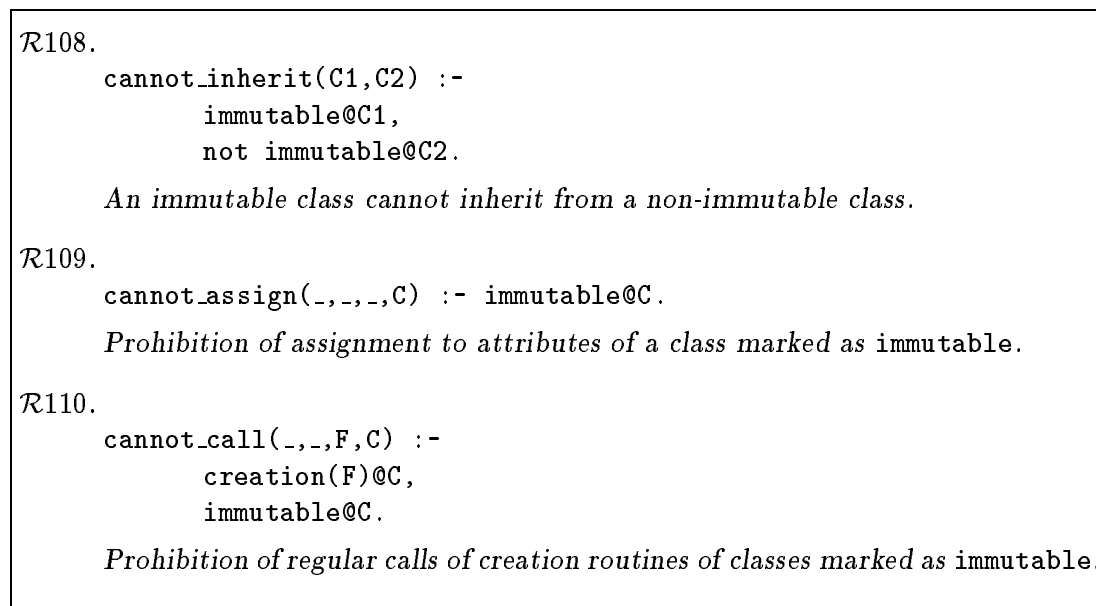 ℛ108.
cannot_inherit(C1,C2) :-
immutable@C1,
not immutable@C2.
An immutable class cannot inherit from a non-immutable class.
ℛ109.
cannot_assign(_,_,_,C) :- immutable@C.
Prohibition of assignment to attributes of a class marked as immutable.
ℛ110.
cannot_call(_,_,F,C) :-
creation(F)@C,
immutable@C.
Prohibition of regular calls of creation routines of classes marked as immutable.